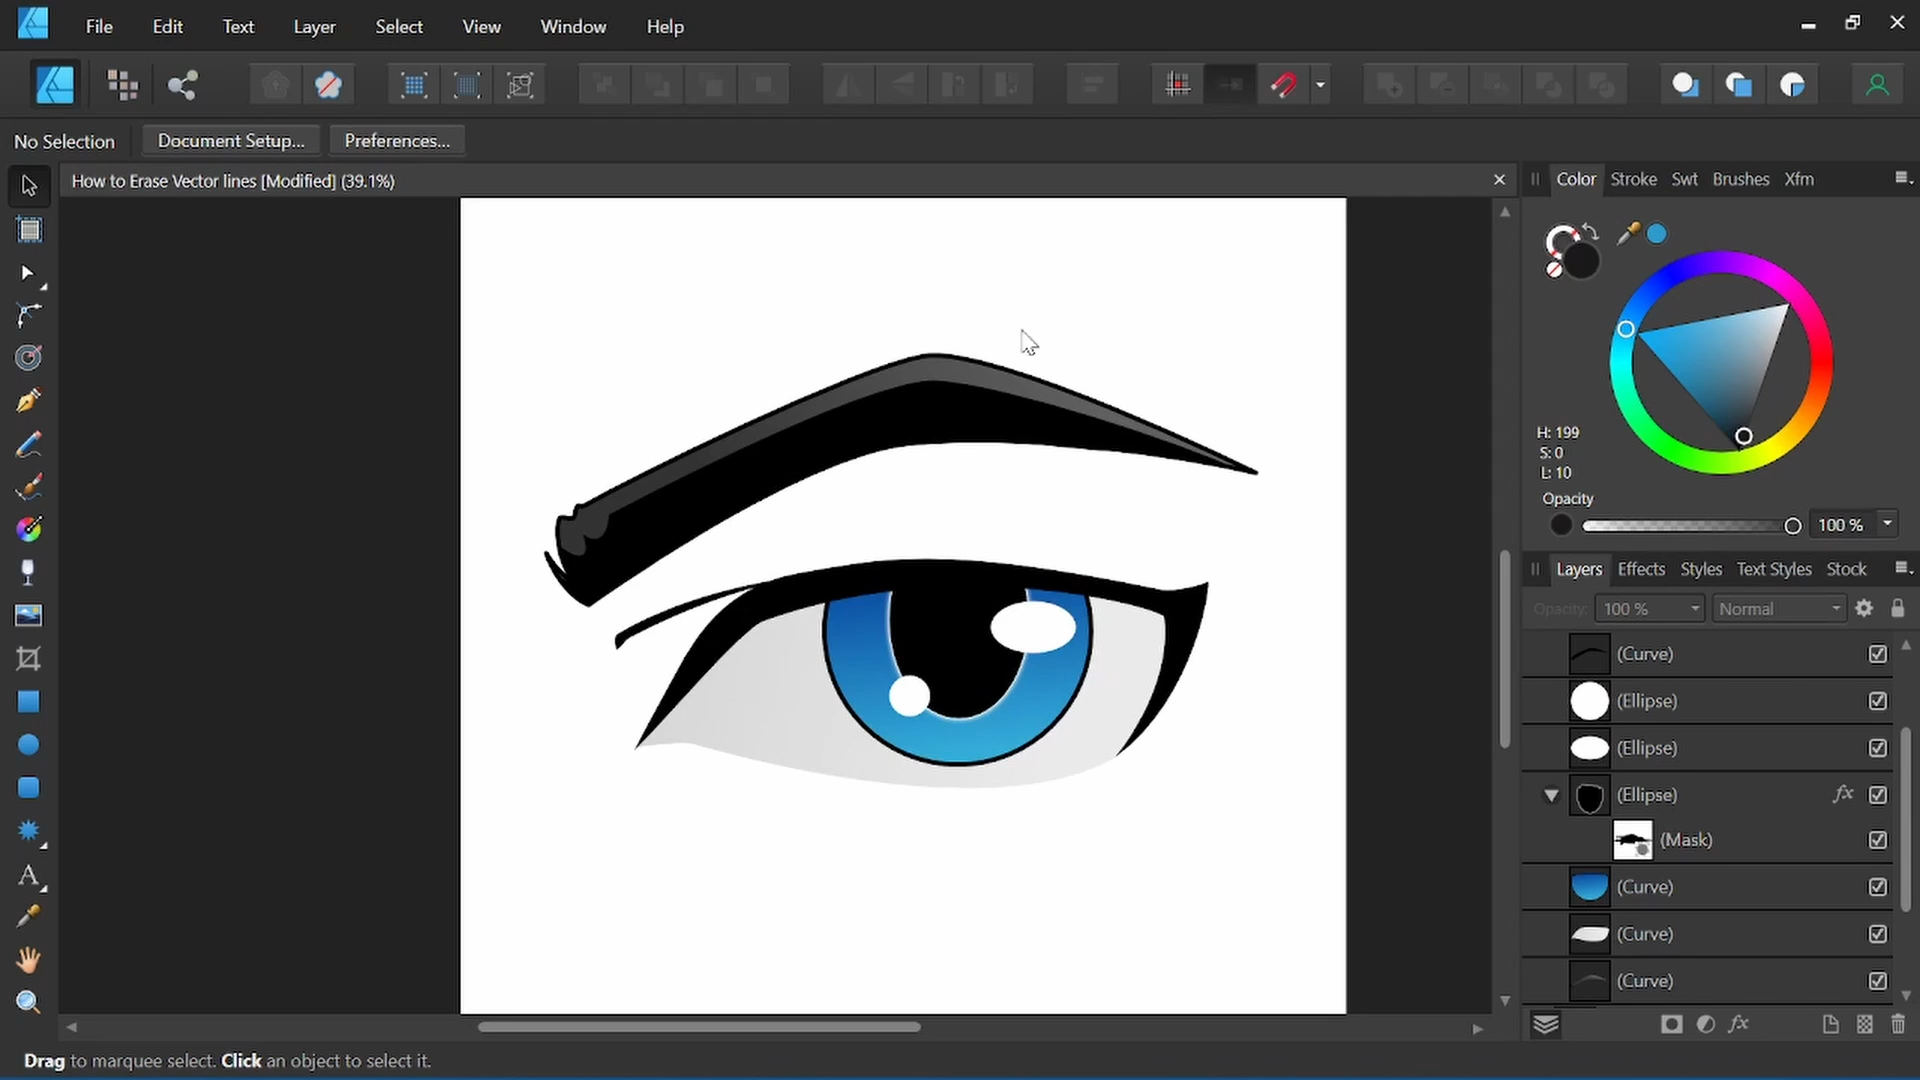 File Edit Text Layer Select View Window Help
No Selection Document Setup... Preferences...
How to Erase Vector lines [Modified] (39.1%)
Color Stroke Swt Brushes Xfm
H: 199
S: 0
L: 10
Opacity
100 %
Layers Effects Styles Text Styles Stock
Opacity: 100 % Normal
(Curve)
(Ellipse)
(Ellipse)
(Ellipse) fx
(Mask)
(Curve)
(Curve)
(Curve)
fx
Drag to marquee select. Click an object to select it.